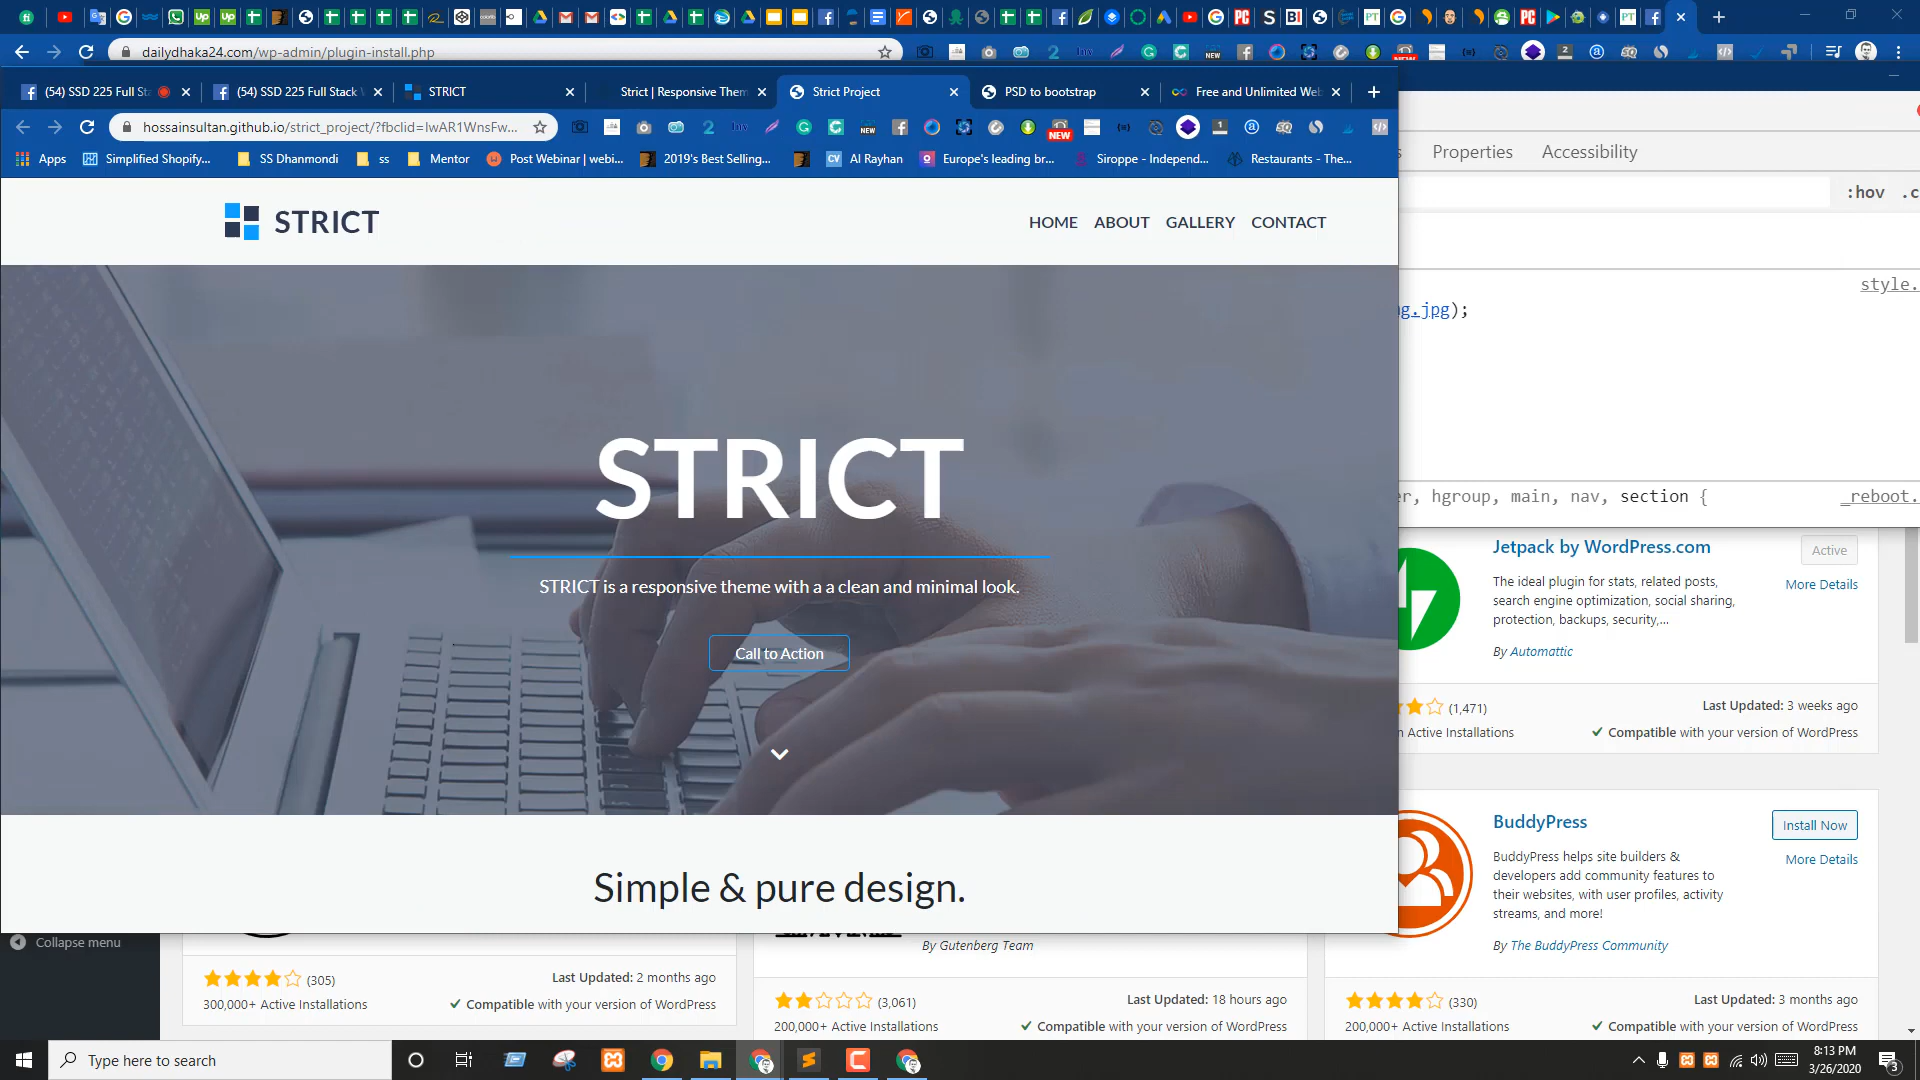 dailydhaka24.com/wp-admin/plugin-install.php
(54) SSD 225 Full Sta
(54) SSD 225 Full Stack
STRICT
Strict | Responsive Them
Strict Project
PSD to bootstrap
Free and Unlimited Web
hossainsultan.github.io/strict_project/?fbclid=IwAR1WnsFw...
Apps
Simplified Shopify...
SS Dhanmondi
ss
Mentor
Post Webinar | webi...
2019's Best Selling...
Al Rayhan
Europe's leading br...
Siroppe - Independ...
Restaurants - The...
Properties
Accessibility
:hov
.c
STRICT
HOME
ABOUT
GALLERY
CONTACT
style.
g.jpg);
STRICT
er, hgroup, main, nav, section {
_reboot.
STRICT is a responsive theme with a a clean and minimal look.
Call to Action
Simple & pure design.
Jetpack by WordPress.com
Active
More Details
The ideal plugin for stats, related posts,
search engine optimization, social sharing,
protection, backups, security,...
By Automattic
(1,471)
Last Updated: 3 weeks ago
n Active Installations
Compatible with your version of WordPress
BuddyPress
Install Now
More Details
BuddyPress helps site builders &
developers add community features to
their websites, with user profiles, activity
streams, and more!
By The BuddyPress Community
Collapse menu
By Gutenberg Team
(305)
Last Updated: 2 months ago
300,000+ Active Installations
Compatible with your version of WordPress
(3,061)
Last Updated: 18 hours ago
200,000+ Active Installations
Compatible with your version of WordPress
(330)
Last Updated: 3 months ago
200,000+ Active Installations
Compatible with your version of WordPress
Type here to search
8:13 PM
3/26/2020
3